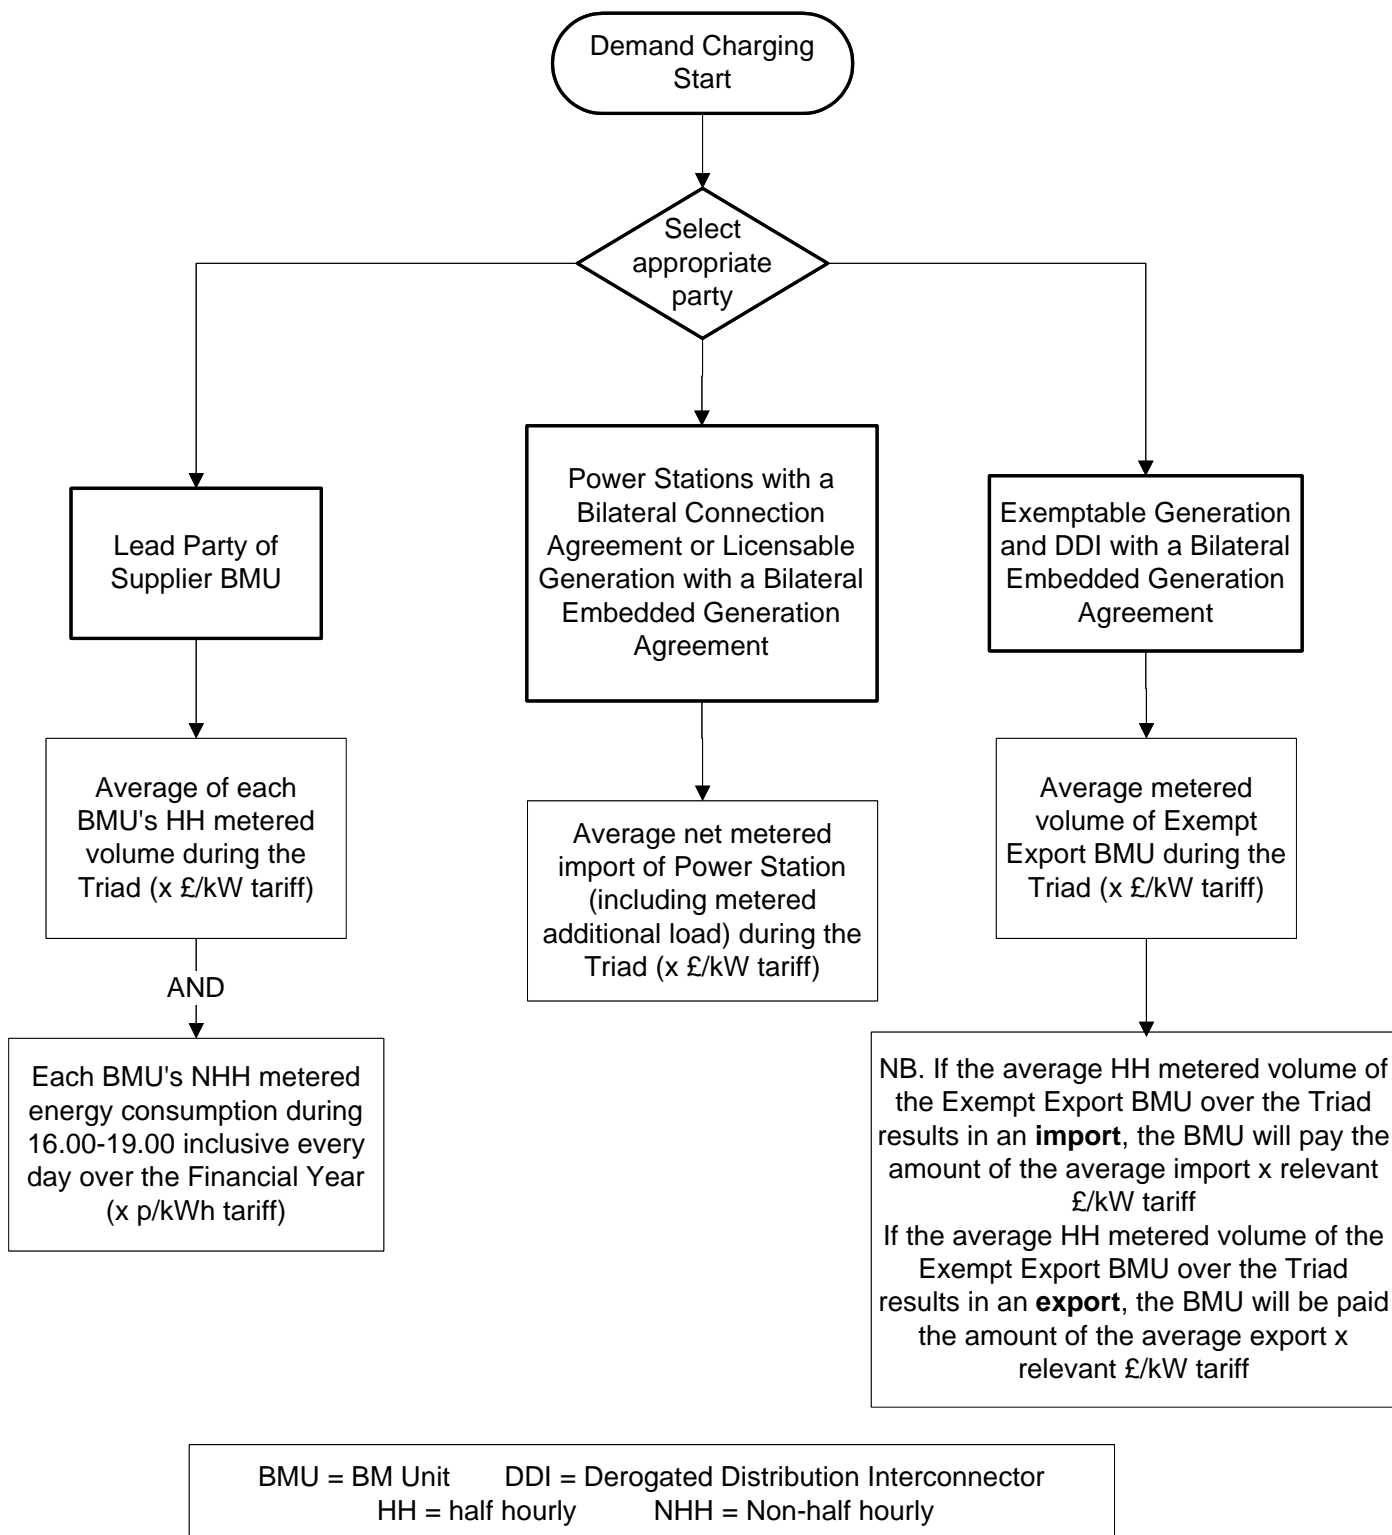 Demand Charging
Start
Select
appropriate
party
Lead Party of
Supplier BMU
Power Stations with a
Bilateral Connection
Agreement or Licensable
Generation with a Bilateral
Embedded Generation
Agreement
Exemptable Generation
and DDI with a Bilateral
Embedded Generation
Agreement
Average of each
BMU's HH metered
volume during the
Triad (x £/kW tariff)
AND
Each BMU's NHH metered
energy consumption during
16.00-19.00 inclusive every
day over the Financial Year
(x p/kWh tariff)
Average net metered
import of Power Station
(including metered
additional load) during the
Triad (x £/kW tariff)
Average metered
volume of Exempt
Export BMU during the
Triad (x £/kW tariff)
NB. If the average HH metered volume of
the Exempt Export BMU over the Triad
results in an import, the BMU will pay the
amount of the average import x relevant
£/kW tariff
If the average HH metered volume of the
Exempt Export BMU over the Triad
results in an export, the BMU will be paid
the amount of the average export x
relevant £/kW tariff
BMU = BM Unit DDI = Derogated Distribution Interconnector
HH = half hourly NHH = Non-half hourly